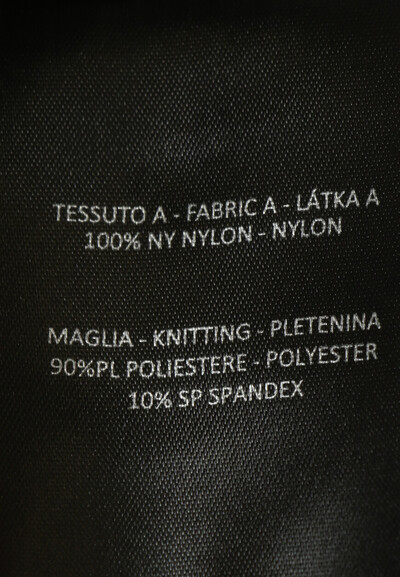 TESSUTO A - FABRIC A - LÁTKA A
100% NY NYLON - NYLON
MAGLIA - KNITTING - PLETENINA
90%PL POLIESTERE - POLYESTER
10% SP SPANDEX